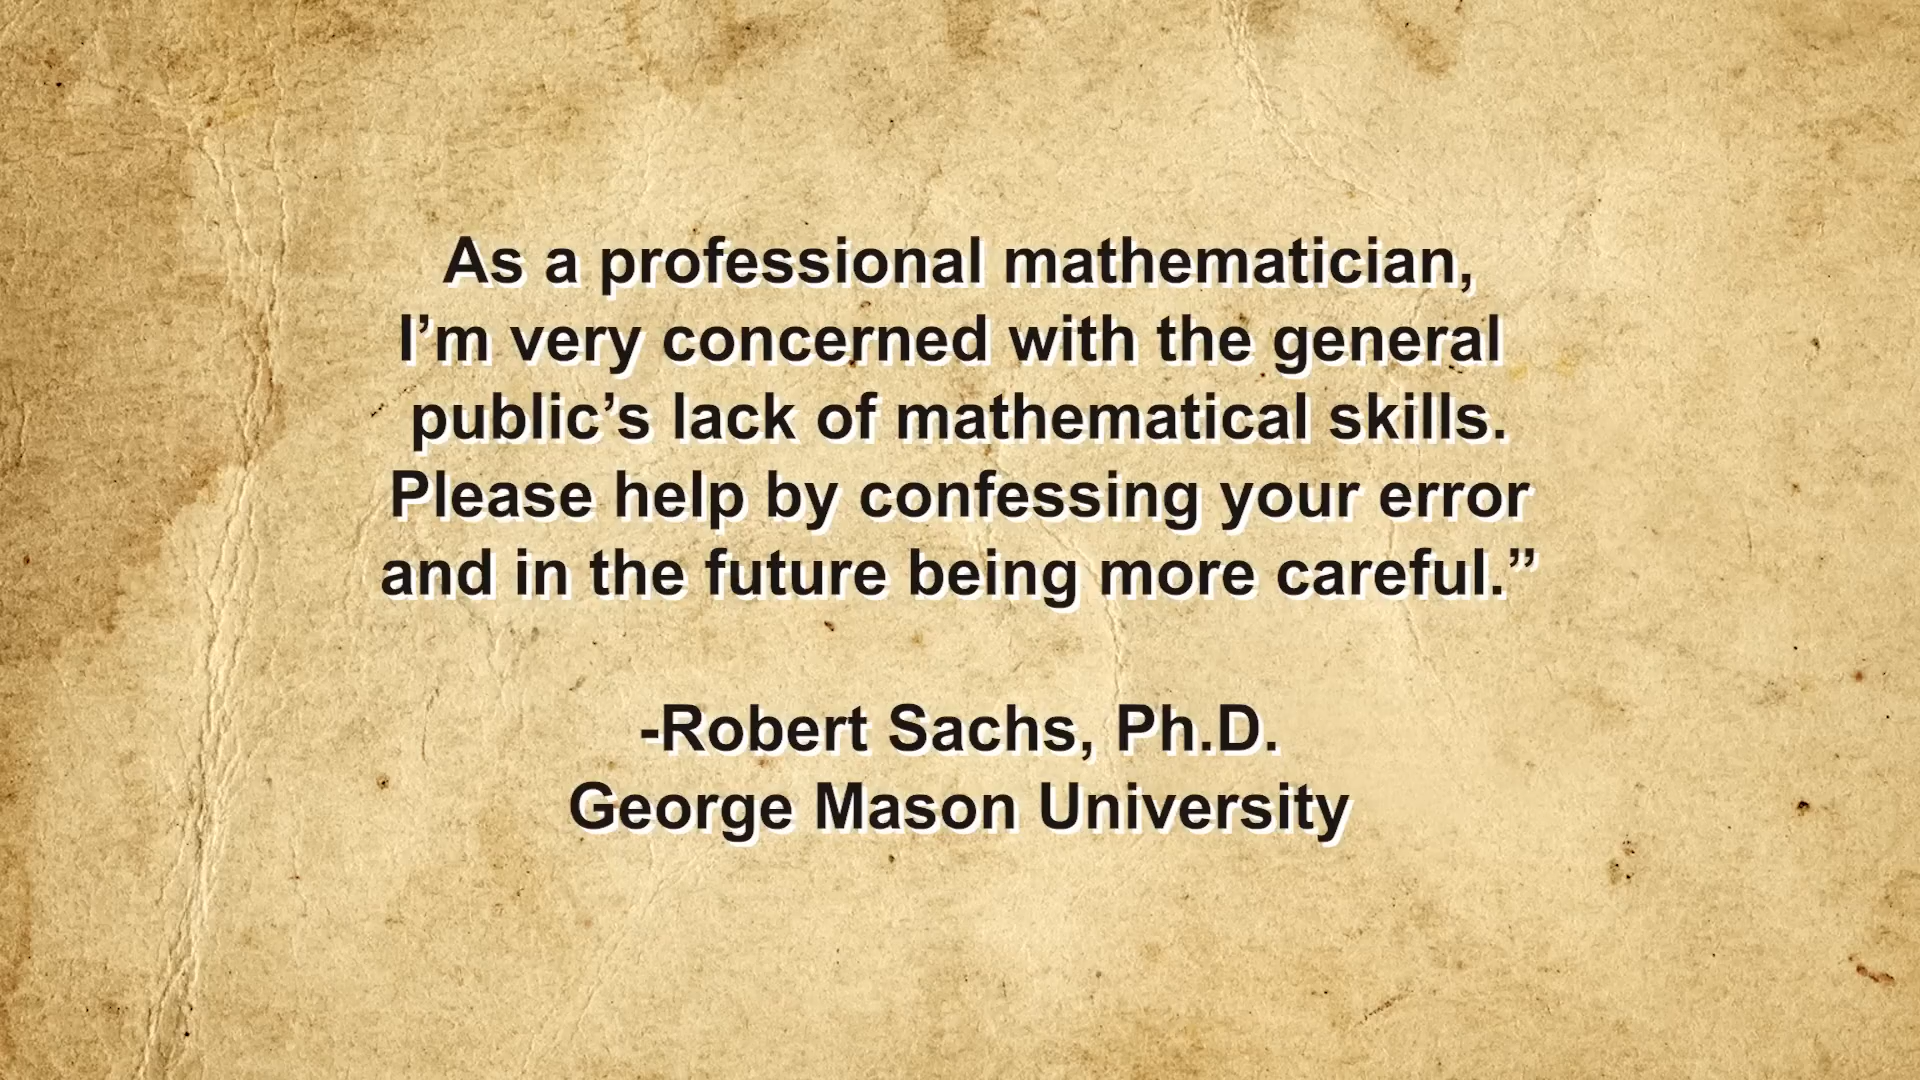 As a professional mathematician,
I’m very concerned with the general
public’s lack of mathematical skills.
Please help by confessing your error
and in the future being more careful.”
-Robert Sachs, Ph.D.
George Mason University